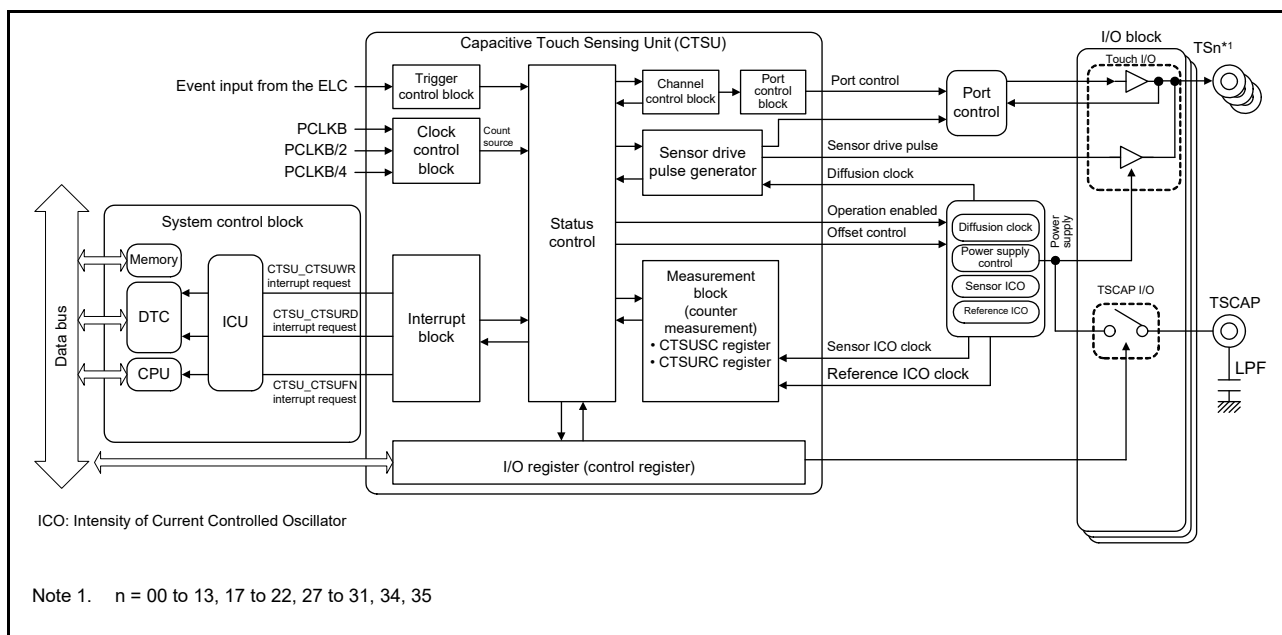 Capacitive Touch Sensing Unit (CTSU)
I/O block
TSn*1
Touch I/O
Event input from the ELC
Trigger
control block
Channel
control block
Port
control
block
Port control
Port
control
PCLKB
PCLKB/2
PCLKB/4
Clock
control
block
Count
source
Sensor drive
pulse generator
Sensor drive pulse
Diffusion clock
System control block
Status
control
Operation enabled
Offset control
Diffusion clock
Power supply
control
Sensor ICO
Reference ICO
Power
supply
Data bus
Memory
DTC
CPU
ICU
CTSU_CTSUWR
interrupt request
CTSU_CTSURD
interrupt request
CTSU_CTSUFN
interrupt request
Interrupt
block
Measurement
block
(counter
measurement)
• CTSUSC register
• CTSURC register
Sensor ICO clock
Reference ICO clock
TSCAP I/O
TSCAP
LPF
I/O register (control register)
ICO: Intensity of Current Controlled Oscillator
Note 1. n = 00 to 13, 17 to 22, 27 to 31, 34, 35